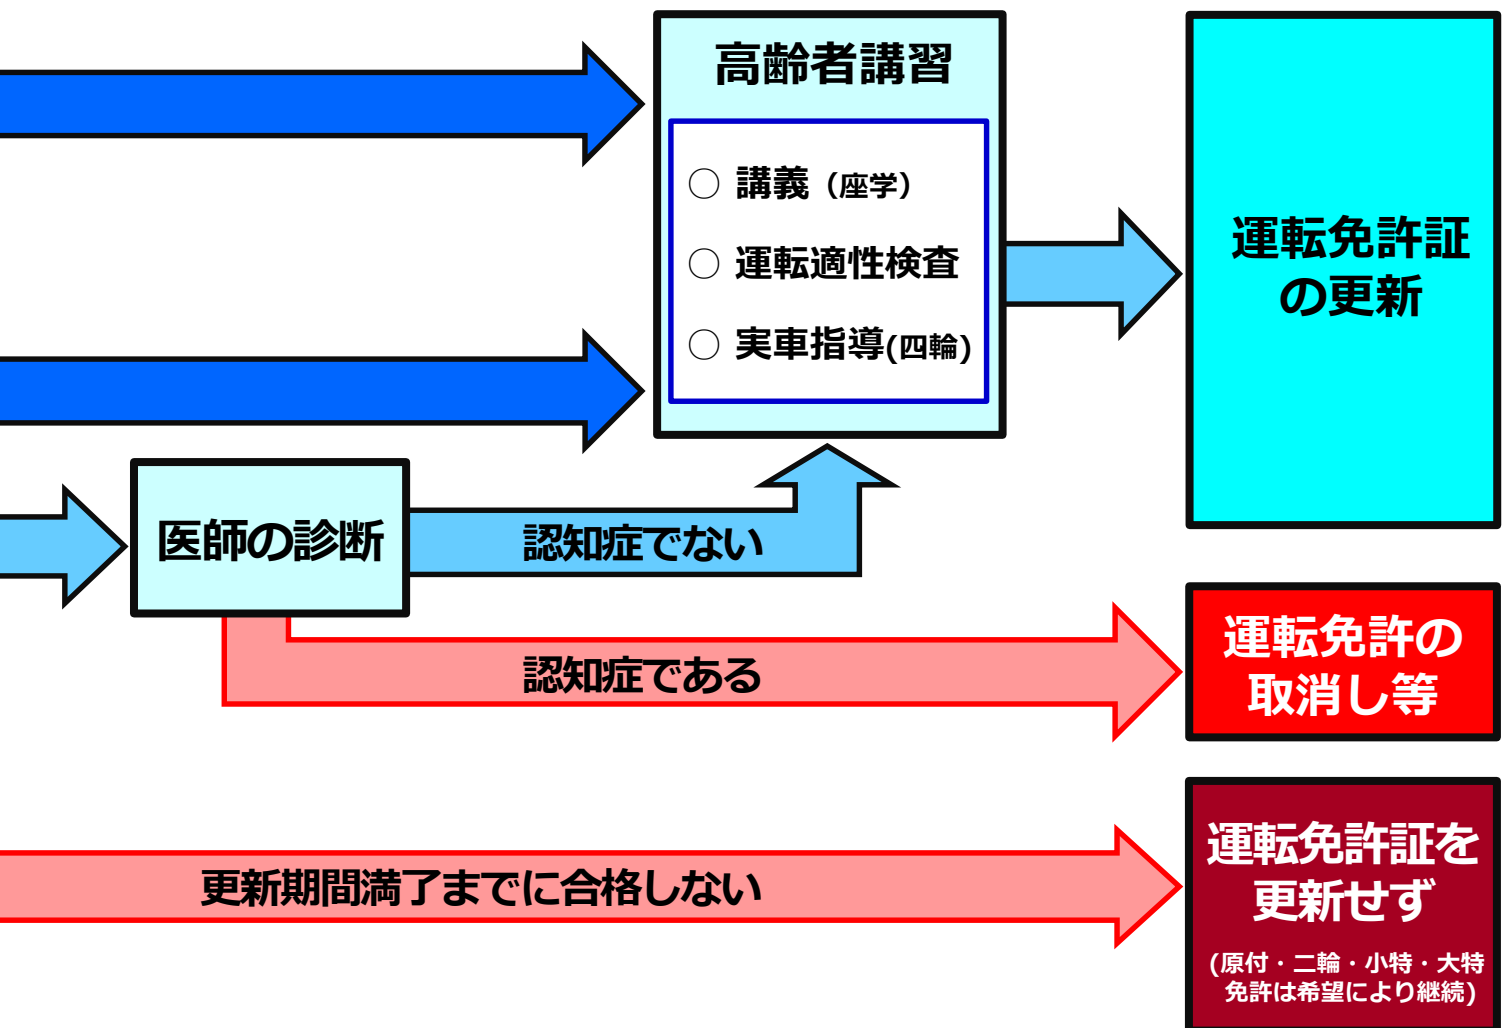 高齢者講習
○ 講義（座学）
○ 運転適性検査
○ 実車指導(四輪)
運転免許証
の更新
医師の診断
認知症でない
認知症である
運転免許の
取消し等
更新期間満了までに合格しない
運転免許証を
更新せず
(原付・二輪・小特・大特
免許は希望により継続)